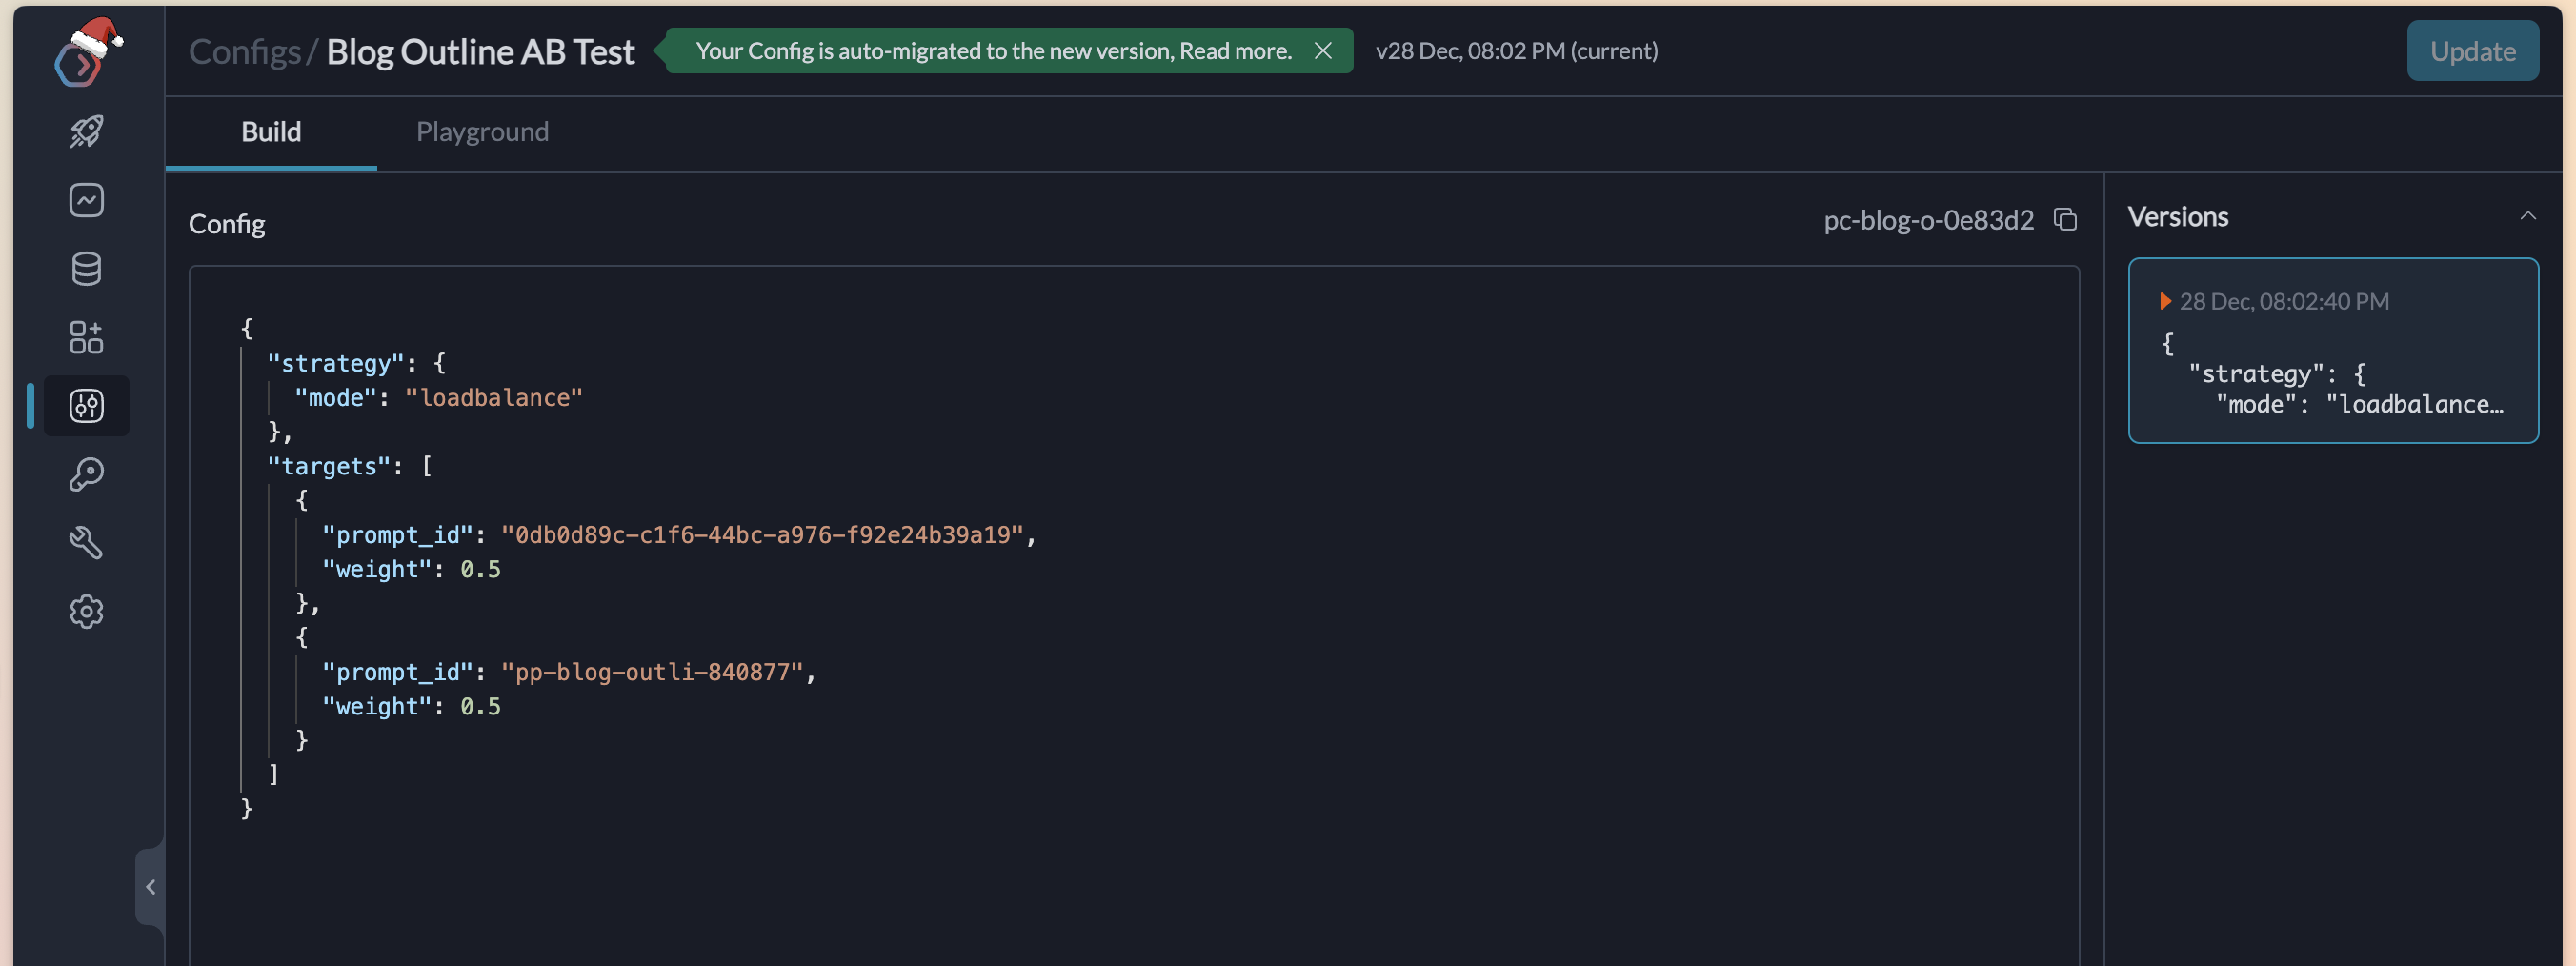 Configs / Blog Outline AB Test
Your Config is auto-migrated to the new version, Read more.
v28 Dec, 08:02 PM (current)
Update
Build
Playground
Config
pc-blog-o-0e83d2
{
  "strategy": {
    "mode": "loadbalance"
  },
  "targets": [
    {
      "prompt_id": "0db0d89c-c1f6-44bc-a976-f92e24b39a19",
      "weight": 0.5
    },
    {
      "prompt_id": "pp-blog-outli-840877",
      "weight": 0.5
    }
  ]
}
Versions
28 Dec, 08:02:40 PM
{
  "strategy": {
    "mode": "loadbalance…